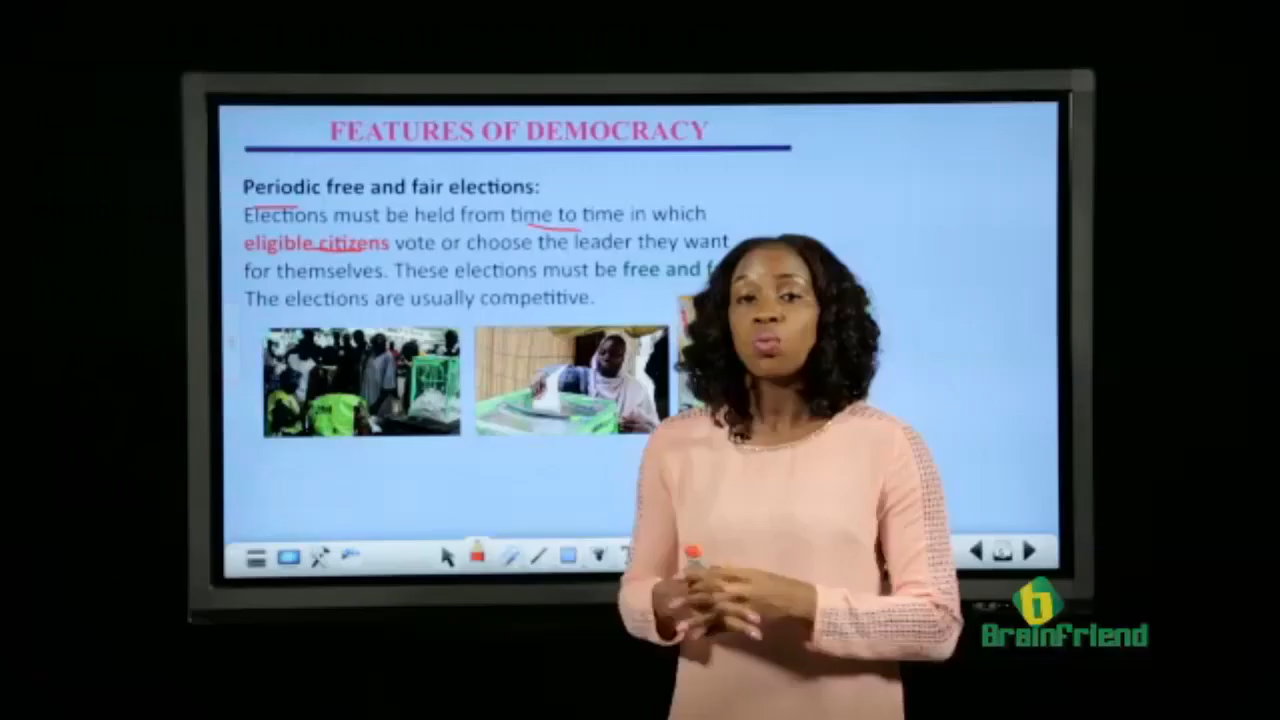 FEATURES OF DEMOCRACY
Periodic free and fair elections:
Elections must be held from time to time in which
eligible citizens vote or choose the leader they want
for themselves. These elections must be free and f
The elections are usually competitive.
BrainFriend